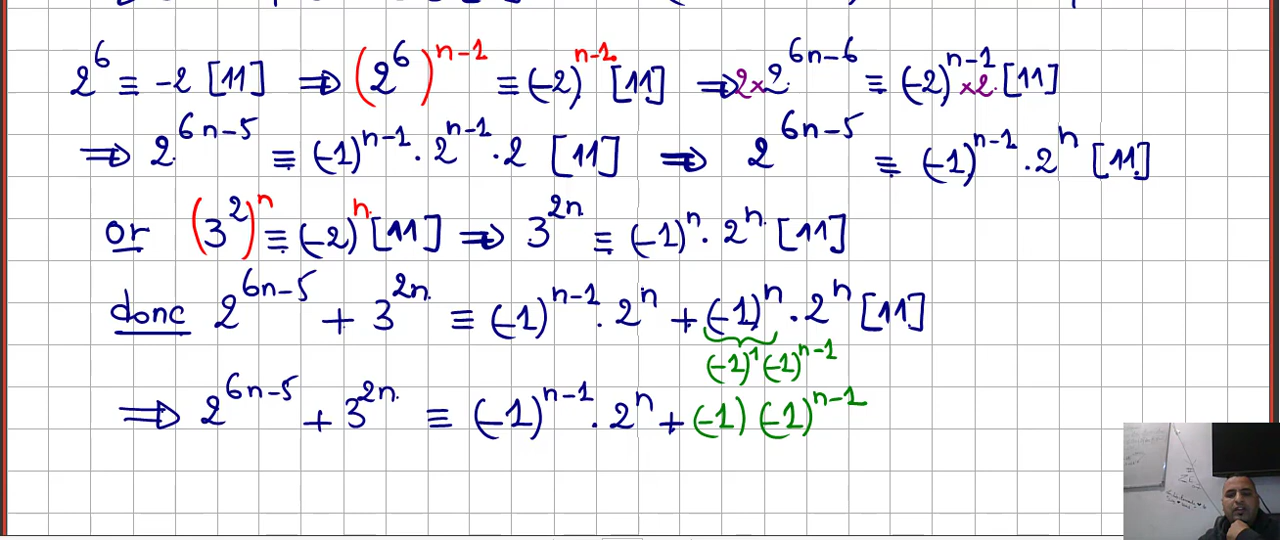 2^6 ≡ -2 [11] ⟹ (2^6)^{n-1} ≡ (-2)^{n-1} [11] ⟹ 2×2^{6n-6} ≡ (-2)^{n-1} ×2 [11]
⟹ 2^{6n-5} ≡ (-1)^{n-1} . 2^{n-1} . 2 [11] ⟹ 2^{6n-5} ≡ (-1)^{n-1} . 2^n [11]
or (3^2)^n ≡ (-2)^n [11] ⟹ 3^{2n} ≡ (-1)^n . 2^n [11]
donc 2^{6n-5} + 3^{2n} ≡ (-1)^{n-1} . 2^n + (-1)^n . 2^n [11]
(-1)^1 (-1)^{n-1}
⟹ 2^{6n-5} + 3^{2n} ≡ (-1)^{n-1} . 2^n + (-1) (-1)^{n-1}